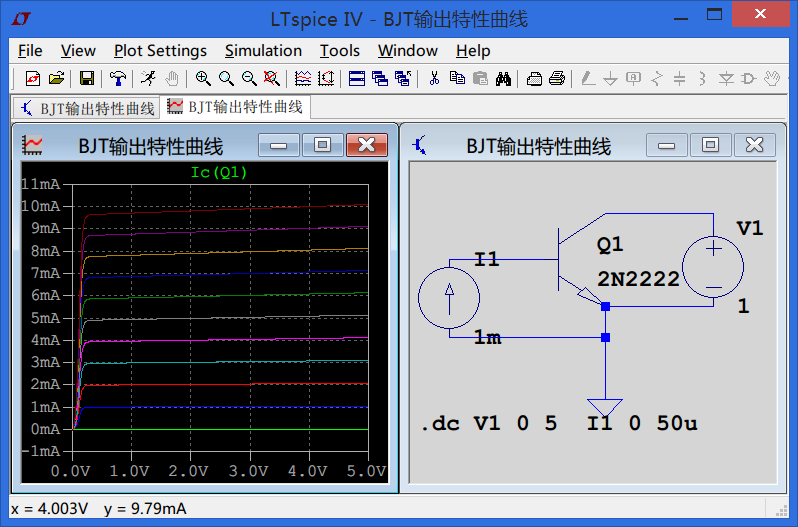 LTspice IV - BJT输出特性曲线
File View Plot Settings Simulation Tools Window Help
BJT输出特性曲线 BJT输出特性曲线
BJT输出特性曲线
Ic(Q1)
11mA
10mA
9mA
8mA
7mA
6mA
5mA
4mA
3mA
2mA
1mA
0mA
-1mA
0.0V 1.0V 2.0V 3.0V 4.0V 5.0V
BJT输出特性曲线
V1
Q1
I1
2N2222
1
1m
.dc V1 0 5 I1 0 50u
x = 4.003V y = 9.79mA